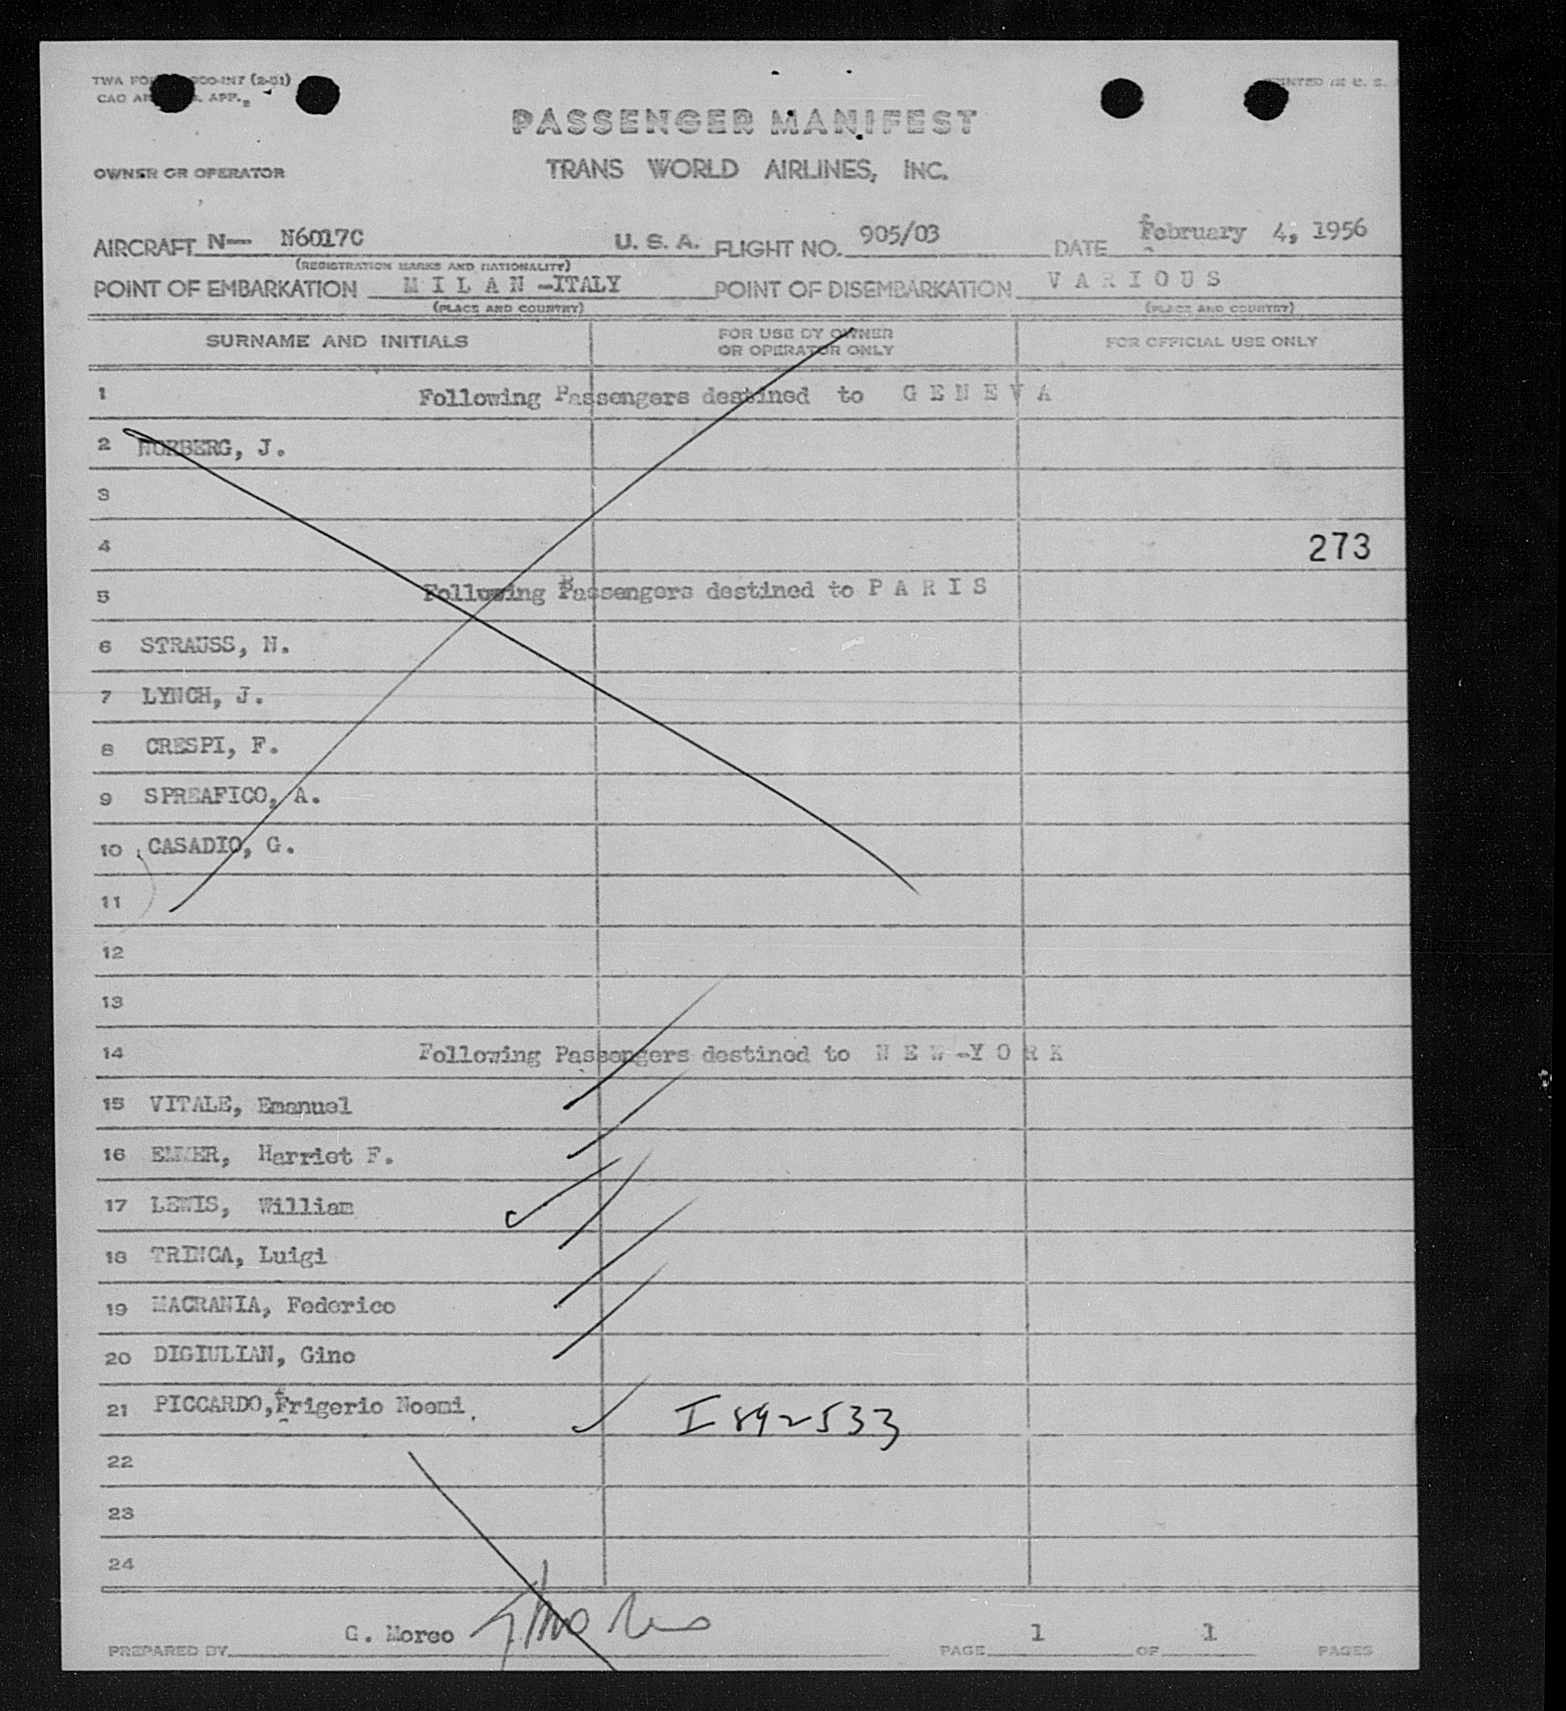 PASSENGER MANIFEST
OWNER OR OPERATOR TRANS WORLD AIRLINES, INC.
AIRCRAFT N-- N6017C U. S. A. FLIGHT NO. 905/03 DATE February 4, 1956
(REGISTRATION MARKS AND NATIONALITY)
POINT OF EMBARKATION M I L A N -ITALY POINT OF DISEMBARKATION V A R I O U S
(PLACE AND COUNTRY) (PLACE AND COUNTRY)
SURNAME AND INITIALS FOR USE BY OWNER OR OPERATOR ONLY FOR OFFICIAL USE ONLY
1 Following Passengers destined to G E N E V A
2 NORBERG, J.
3
4 273
5 Following Passengers destined to P A R I S
6 STRAUSS, N.
7 LYNCH, J.
8 CRESPI, F.
9 SPREAFICO, A.
10 CASADIO, G.
11
12
13
14 Following Passengers destined to N E W -Y O R K
15 VITALE, Emanuel
16 Harriet F.
17 LEWIS, William
18 TRINCA, Luigi
19 MACRANIA, Federico
20 DIGIULIAN, Gino
21 PICCARDO, Frigerio Noemi. I 892533
22
23
24
PREPARED BY G. Moreo PAGE 1 OF 1 PAGES